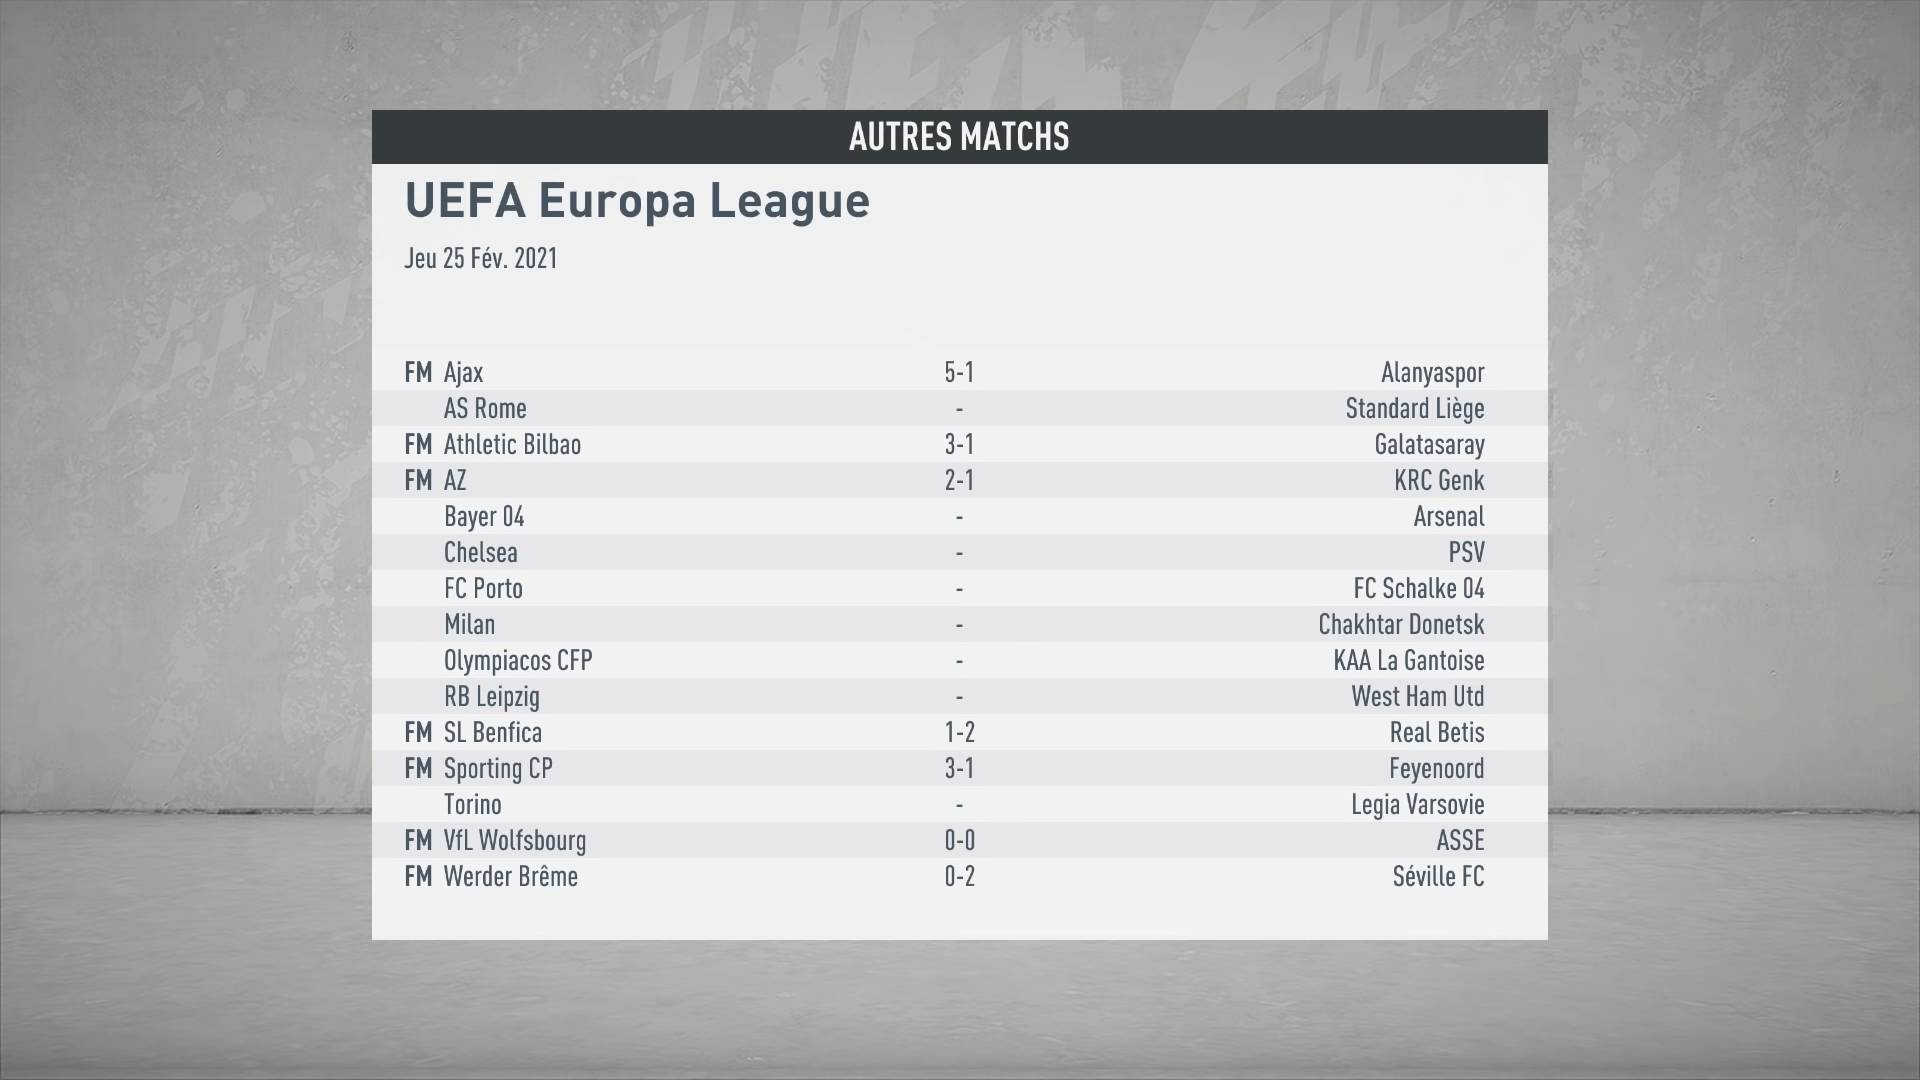 AUTRES MATCHS
UEFA Europa League
Jeu 25 Fév. 2021
FM Ajax 5-1 Alanyaspor
AS Rome - Standard Liège
FM Athletic Bilbao 3-1 Galatasaray
FM AZ 2-1 KRC Genk
Bayer 04 - Arsenal
Chelsea - PSV
FC Porto - FC Schalke 04
Milan - Chakhtar Donetsk
Olympiacos CFP - KAA La Gantoise
RB Leipzig - West Ham Utd
FM SL Benfica 1-2 Real Betis
FM Sporting CP 3-1 Feyenoord
Torino - Legia Varsovie
FM VfL Wolfsbourg 0-0 ASSE
FM Werder Brême 0-2 Séville FC